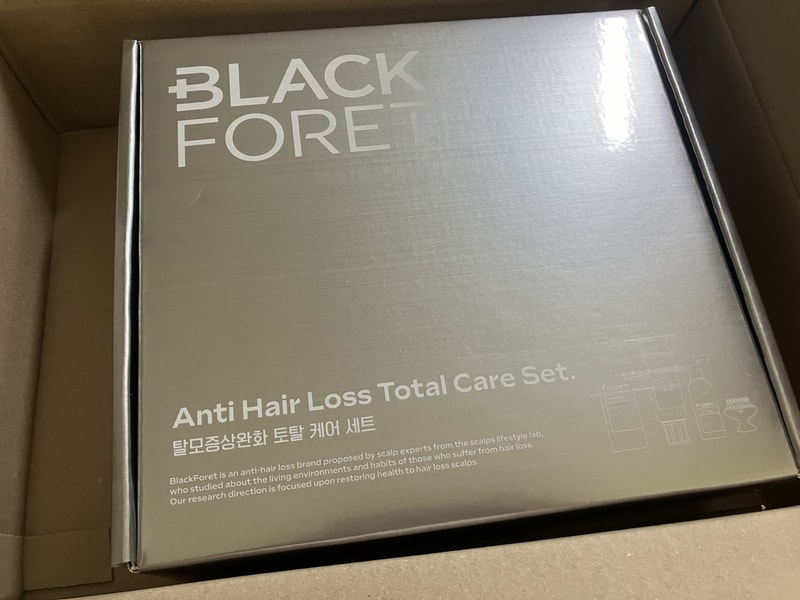 BLACK
FORET
Anti Hair Loss Total Care Set.
탈모증상완화 토탈 케어 세트
BlackForet is an anti-hair loss brand proposed by scalp experts from the scalps lifestyle lab,
who studied about the living environments and habits of those who suffer from hair loss.
Our research direction is focused upon restoring health to hair loss scalps.
Frozen